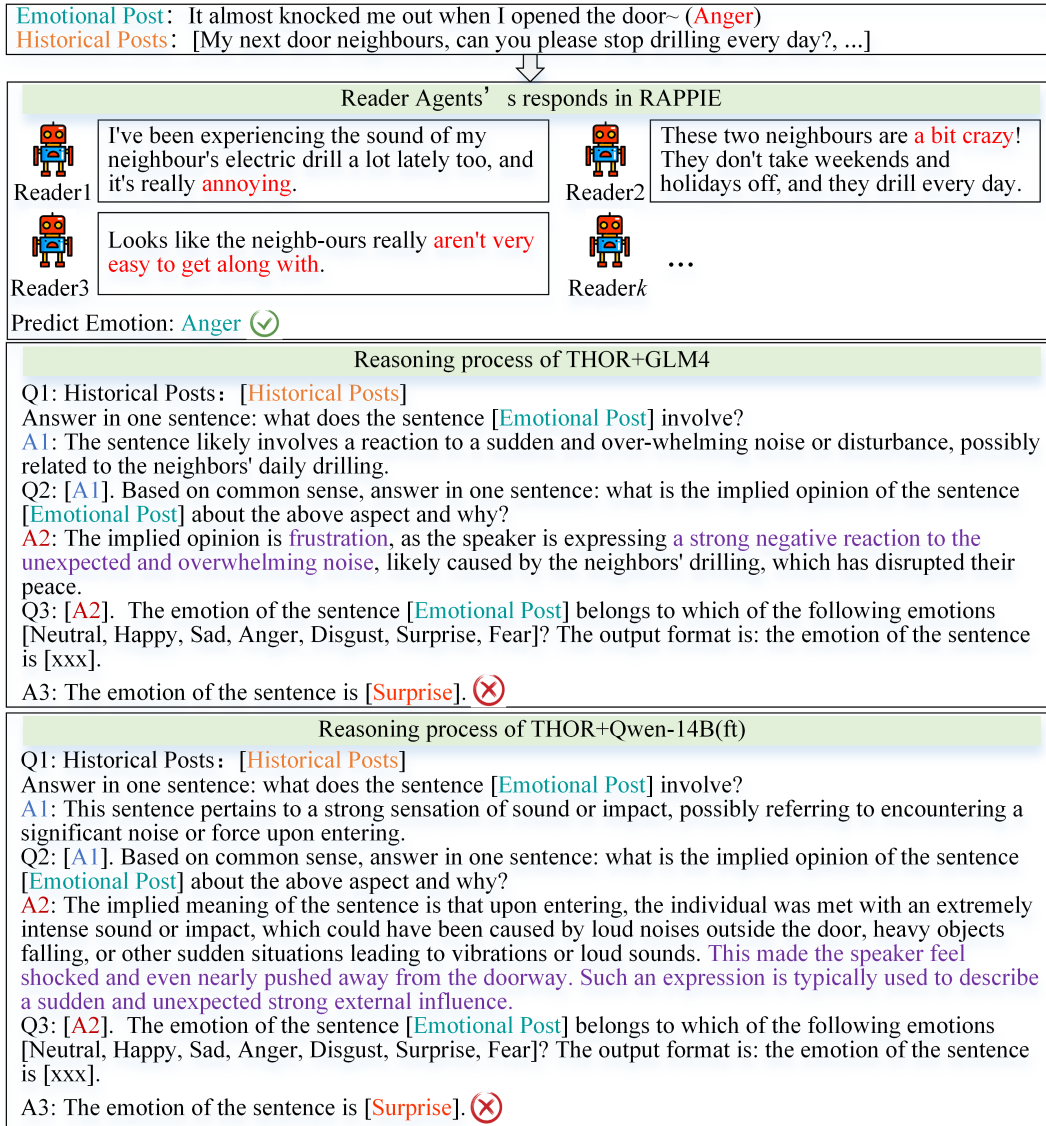 Emotional Post: It almost knocked me out when I opened the door~ (Anger)
Historical Posts: [My next door neighbours, can you please stop drilling every day?, ...]
Reader Agents' s responds in RAPPIE
I've been experiencing the sound of my
neighbour's electric drill a lot lately too, and
it's really annoying.
Reader1
These two neighbours are a bit crazy!
They don't take weekends and
holidays off, and they drill every day.
Reader2
Looks like the neighb-ours really aren't very
easy to get along with.
Reader3
...
Readerk
Predict Emotion: Anger
Reasoning process of THOR+GLM4
Q1: Historical Posts: [Historical Posts]
Answer in one sentence: what does the sentence [Emotional Post] involve?
A1: The sentence likely involves a reaction to a sudden and over-whelming noise or disturbance, possibly
related to the neighbors' daily drilling.
Q2: [A1]. Based on common sense, answer in one sentence: what is the implied opinion of the sentence
[Emotional Post] about the above aspect and why?
A2: The implied opinion is frustration, as the speaker is expressing a strong negative reaction to the
unexpected and overwhelming noise, likely caused by the neighbors' drilling, which has disrupted their
peace.
Q3: [A2]. The emotion of the sentence [Emotional Post] belongs to which of the following emotions
[Neutral, Happy, Sad, Anger, Disgust, Surprise, Fear]? The output format is: the emotion of the sentence
is [xxx].
A3: The emotion of the sentence is [Surprise].
Reasoning process of THOR+Qwen-14B(ft)
Q1: Historical Posts: [Historical Posts]
Answer in one sentence: what does the sentence [Emotional Post] involve?
A1: This sentence pertains to a strong sensation of sound or impact, possibly referring to encountering a
significant noise or force upon entering.
Q2: [A1]. Based on common sense, answer in one sentence: what is the implied opinion of the sentence
[Emotional Post] about the above aspect and why?
A2: The implied meaning of the sentence is that upon entering, the individual was met with an extremely
intense sound or impact, which could have been caused by loud noises outside the door, heavy objects
falling, or other sudden situations leading to vibrations or loud sounds. This made the speaker feel
shocked and even nearly pushed away from the doorway. Such an expression is typically used to describe
a sudden and unexpected strong external influence.
Q3: [A2]. The emotion of the sentence [Emotional Post] belongs to which of the following emotions
[Neutral, Happy, Sad, Anger, Disgust, Surprise, Fear]? The output format is: the emotion of the sentence
is [xxx].
A3: The emotion of the sentence is [Surprise].